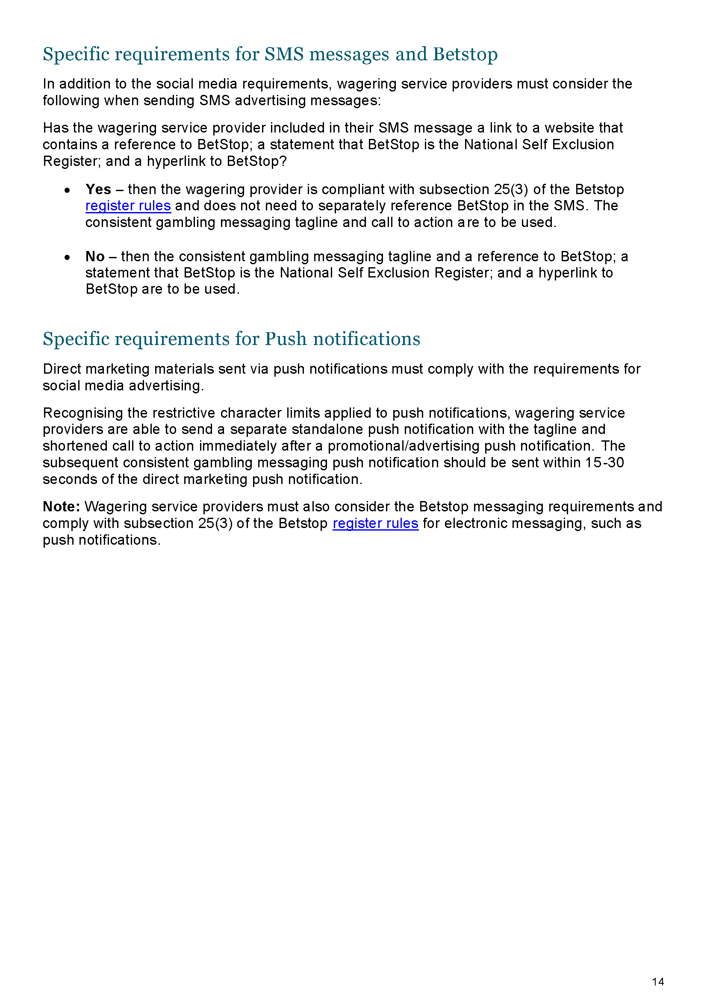 Specific requirements for SMS messages and Betstop
In addition to the social media requirements, wagering service providers must consider the
following when sending SMS advertising messages:
Has the wagering service provider included in their SMS message a link to a website that
contains a reference to BetStop; a statement that BetStop is the National Self Exclusion
Register; and a hyperlink to BetStop?
• Yes – then the wagering provider is compliant with subsection 25(3) of the Betstop
register rules and does not need to separately reference BetStop in the SMS. The
consistent gambling messaging tagline and call to action are to be used.
• No – then the consistent gambling messaging tagline and a reference to BetStop; a
statement that BetStop is the National Self Exclusion Register; and a hyperlink to
BetStop are to be used.
Specific requirements for Push notifications
Direct marketing materials sent via push notifications must comply with the requirements for
social media advertising.
Recognising the restrictive character limits applied to push notifications, wagering service
providers are able to send a separate standalone push notification with the tagline and
shortened call to action immediately after a promotional/advertising push notification. The
subsequent consistent gambling messaging push notification should be sent within 15-30
seconds of the direct marketing push notification.
Note: Wagering service providers must also consider the Betstop messaging requirements and
comply with subsection 25(3) of the Betstop register rules for electronic messaging, such as
push notifications.
14